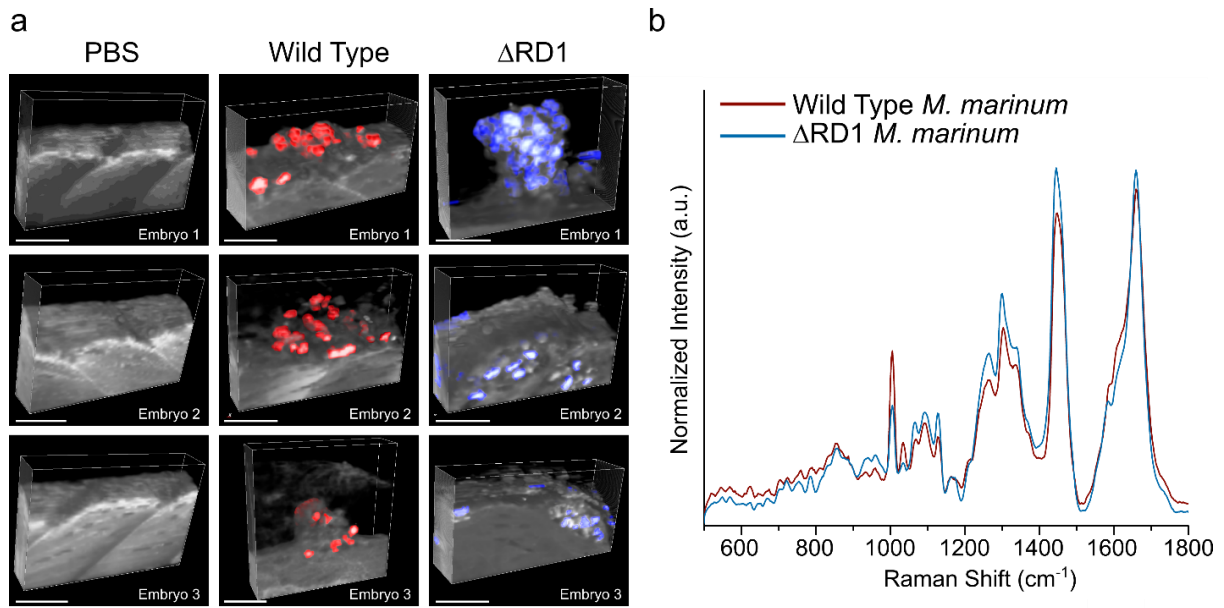 a
PBS
Wild Type
ΔRD1
Embryo 1
Embryo 1
Embryo 1
Embryo 2
Embryo 2
Embryo 2
Embryo 3
Embryo 3
Embryo 3
b
Wild Type M. marinum
ΔRD1 M. marinum
Normalized Intensity (a.u.)
600 800 1000 1200 1400 1600 1800
Raman Shift (cm⁻¹)